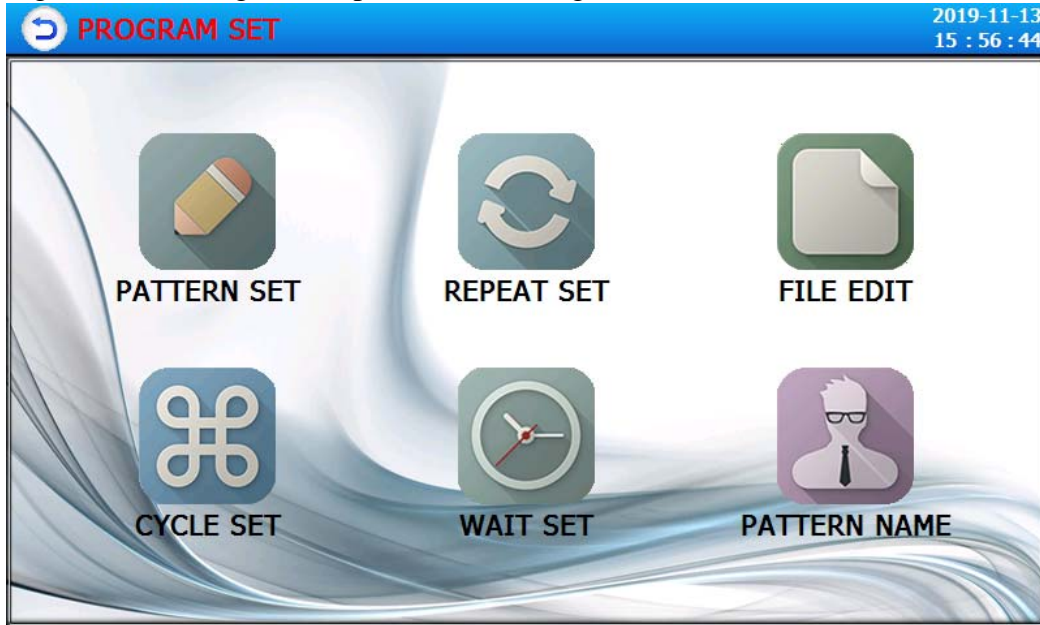 PROGRAM SET
2019-11-13
15 : 56 : 44
PATTERN SET
REPEAT SET
FILE EDIT
CYCLE SET
WAIT SET
PATTERN NAME